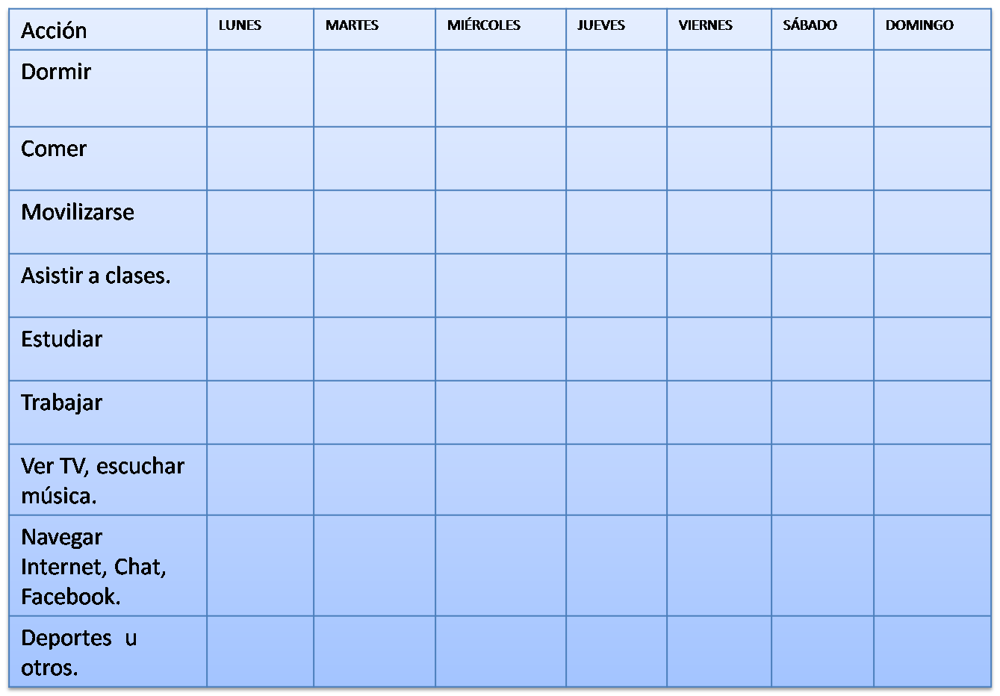 Acción LUNES MARTES MIÉRCOLES JUEVES VIERNES SÁBADO DOMINGO
Dormir
Comer
Movilizarse
Asistir a clases.
Estudiar
Trabajar
Ver TV, escuchar
música.
Navegar
Internet, Chat,
Facebook.
Deportes u
otros.